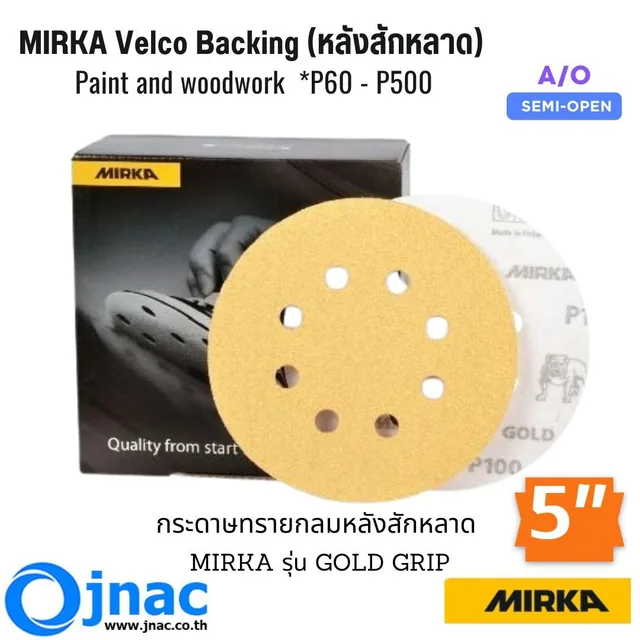 MIRKA Velco Backing (หลังสักหลาด)
Paint and woodwork *P60 - P500
A/O
SEMI-OPEN
MIRKA
Quality from start
MIRKA
GOLD
P100
5"
กระดาษทรายกลมหลังสักหลาด
MIRKA รุ่น GOLD GRIP
jnac
www.jnac.co.th
MIRKA